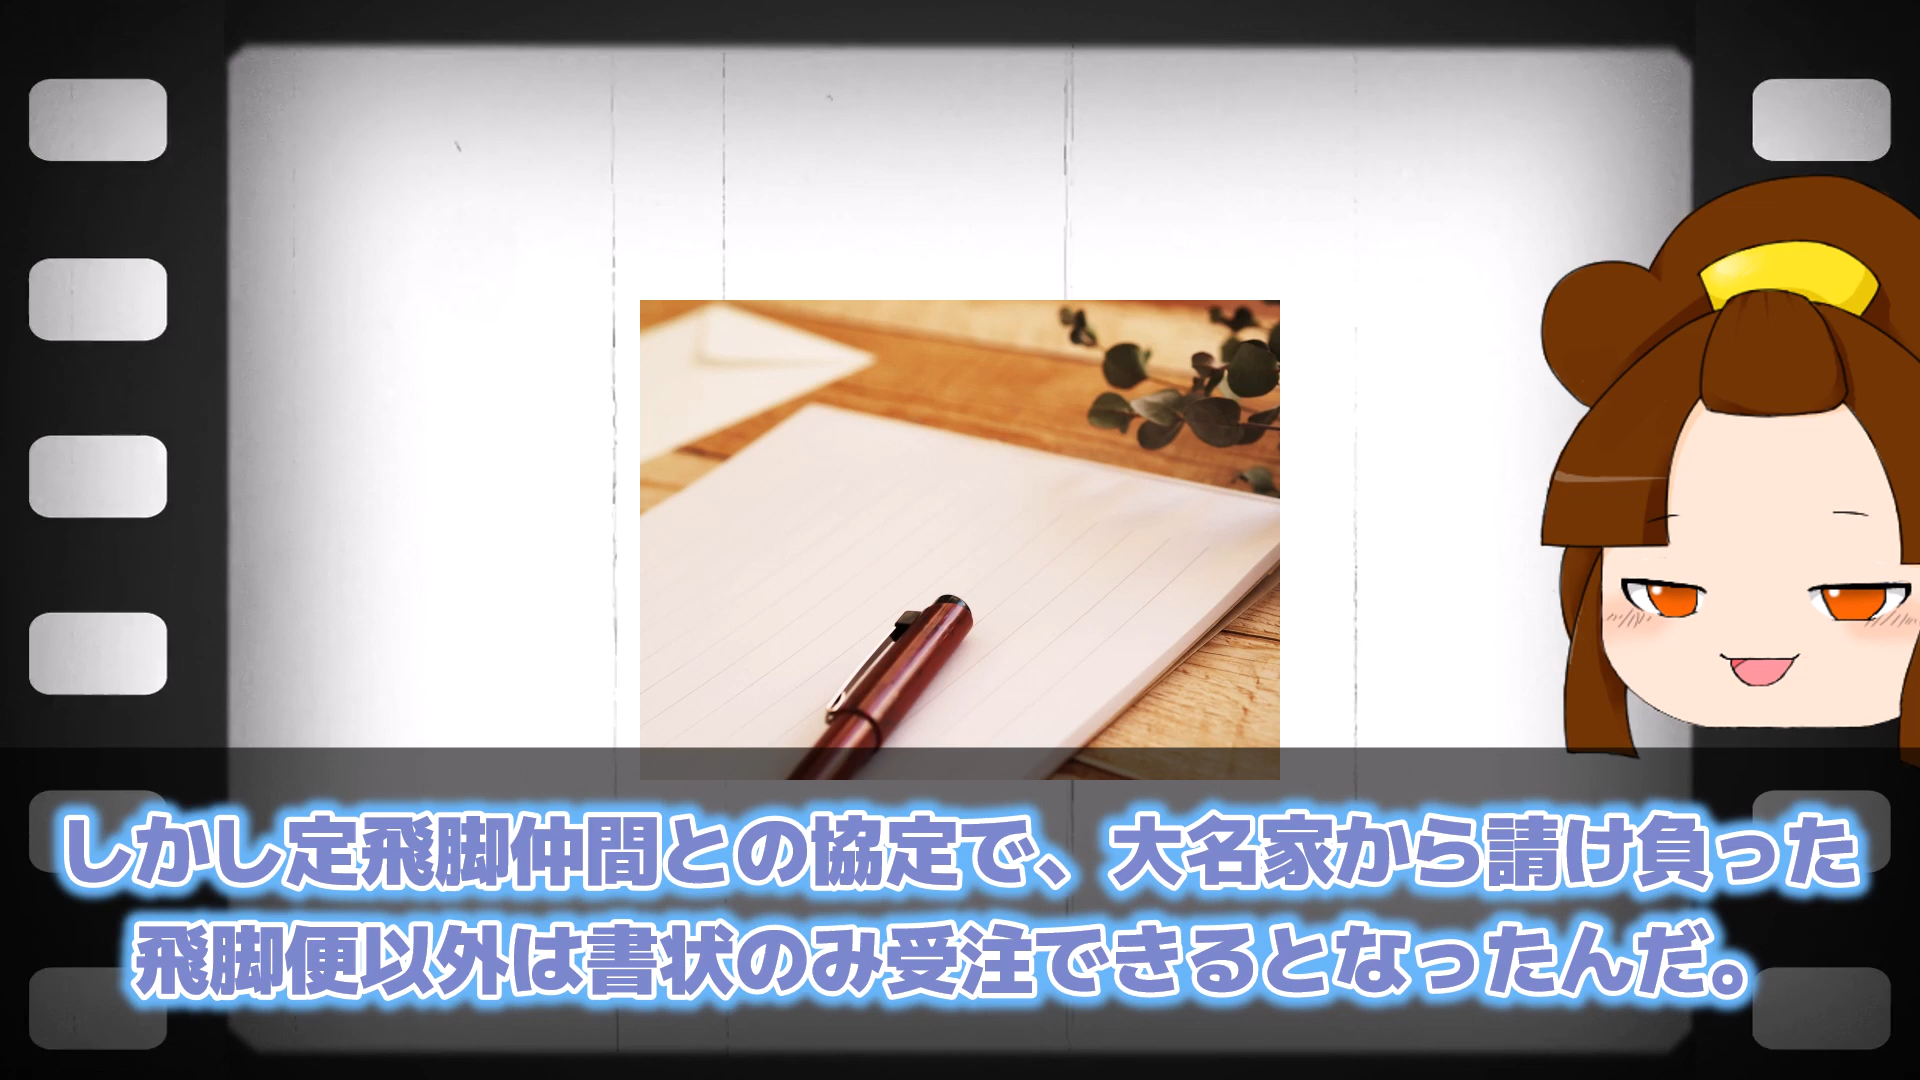 しかし定飛脚仲間との協定で、大名家から請け負った
飛脚便以外は書状のみ受注できるとなったんだ。